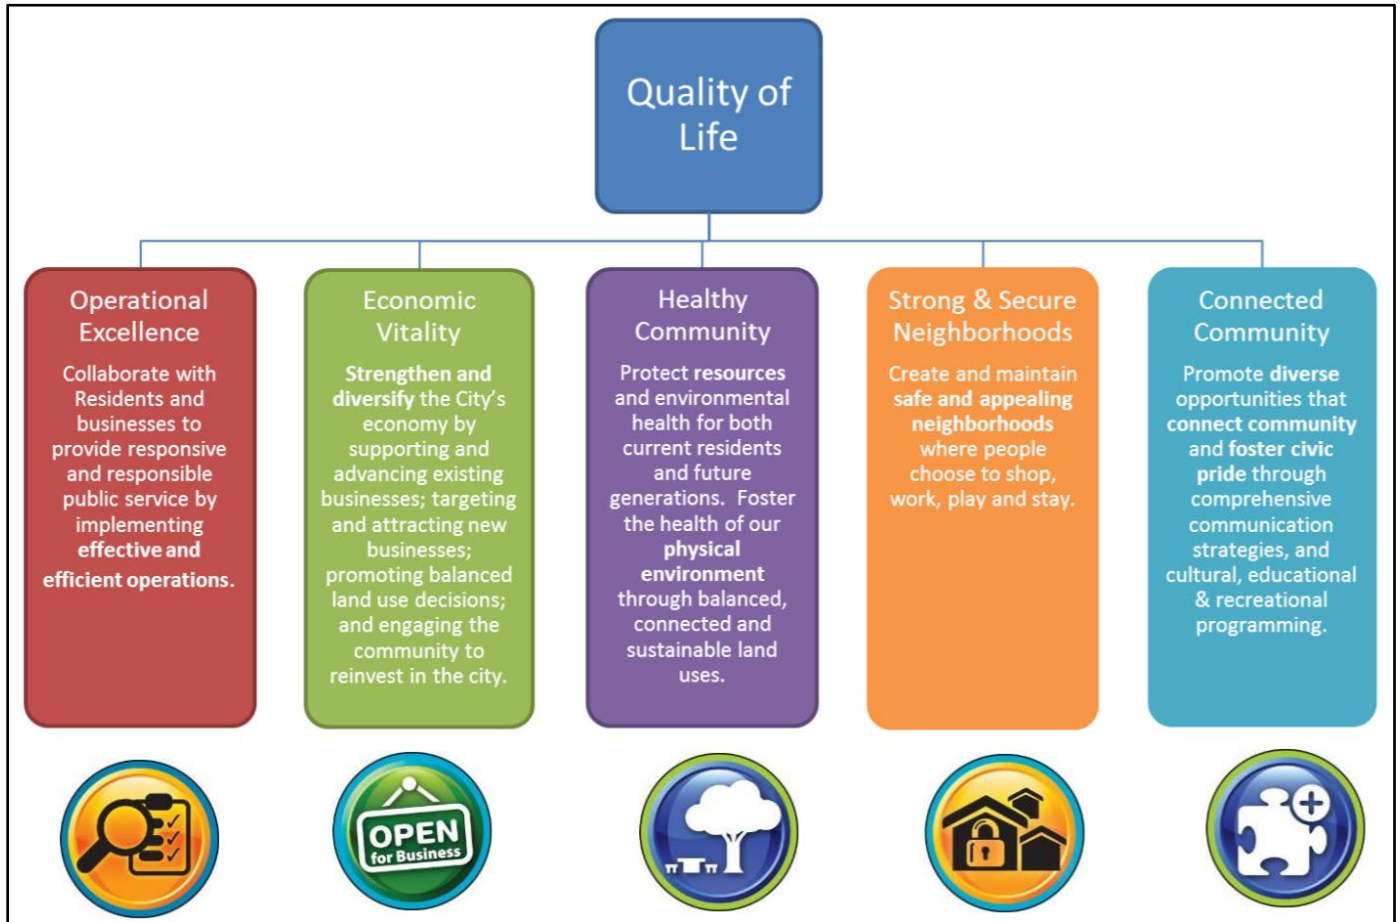 Quality of
Life
Operational
Excellence
Collaborate with
Residents and
businesses to
provide responsive
and responsible
public service by
implementing
effective and
efficient operations.
Economic
Vitality
Strengthen and
diversify the City's
economy by
supporting and
advancing existing
businesses; targeting
and attracting new
businesses;
promoting balanced
land use decisions;
and engaging the
community to
reinvest in the city.
Healthy
Community
Protect resources
and environmental
health for both
current residents
and future
generations. Foster
the health of our
physical
environment
through balanced,
connected and
sustainable land
uses.
Strong & Secure
Neighborhoods
Create and maintain
safe and appealing
neighborhoods
where people
choose to shop,
work, play and stay.
Connected
Community
Promote diverse
opportunities that
connect community
and foster civic
pride through
comprehensive
communication
strategies, and
cultural, educational
& recreational
programming.
OPEN
for Business